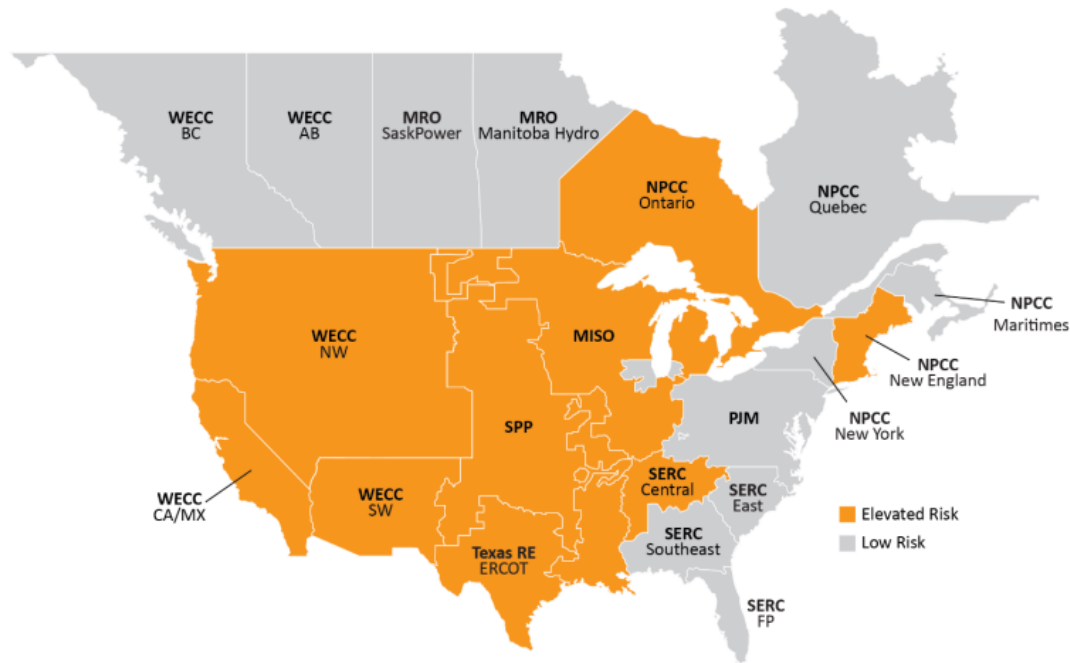 WECC
BC
WECC
AB
MRO
SaskPower
MRO
Manitoba Hydro
NPCC
Ontario
NPCC
Quebec
NPCC
Maritimes
WECC
NW
MISO
NPCC
New England
SPP
PJM
NPCC
New York
WECC
CA/MX
WECC
SW
SERC
Central
SERC
East
Texas RE
ERCOT
SERC
Southeast
SERC
FP
Elevated Risk
Low Risk